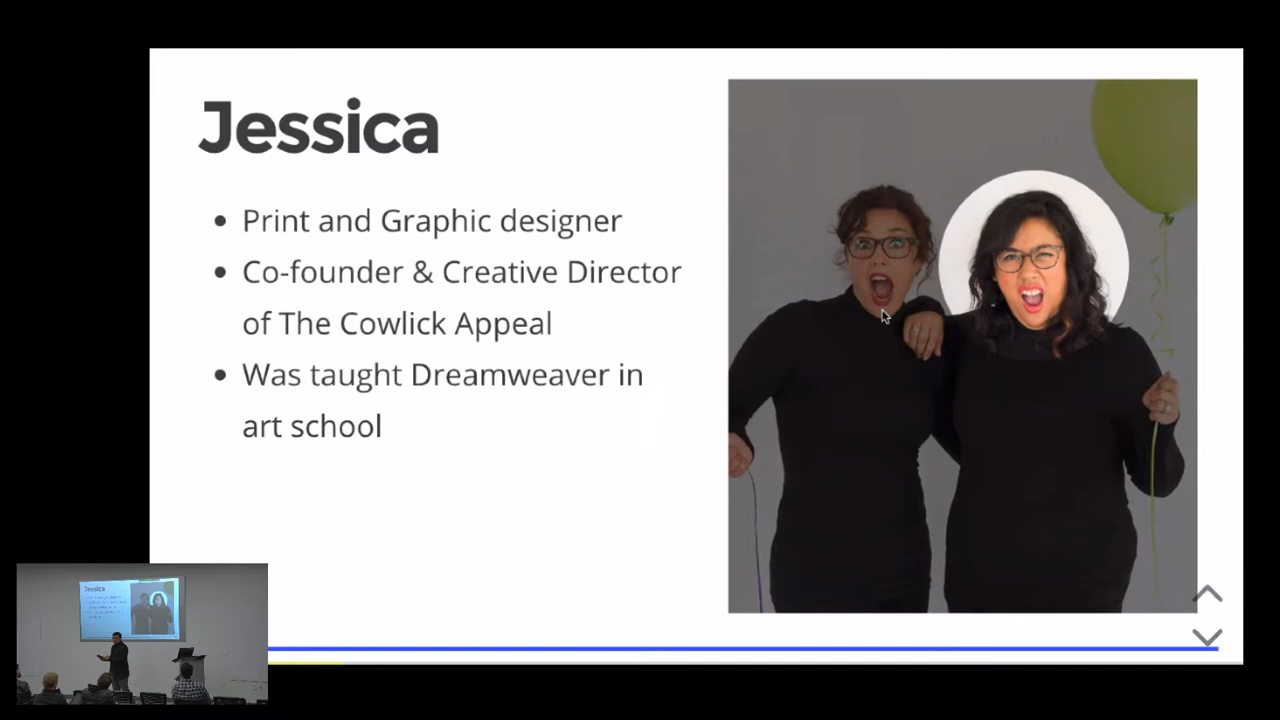 Jessica
• Print and Graphic designer
• Co-founder & Creative Director
of The Cowlick Appeal
• Was taught Dreamweaver in
art school
Jessica